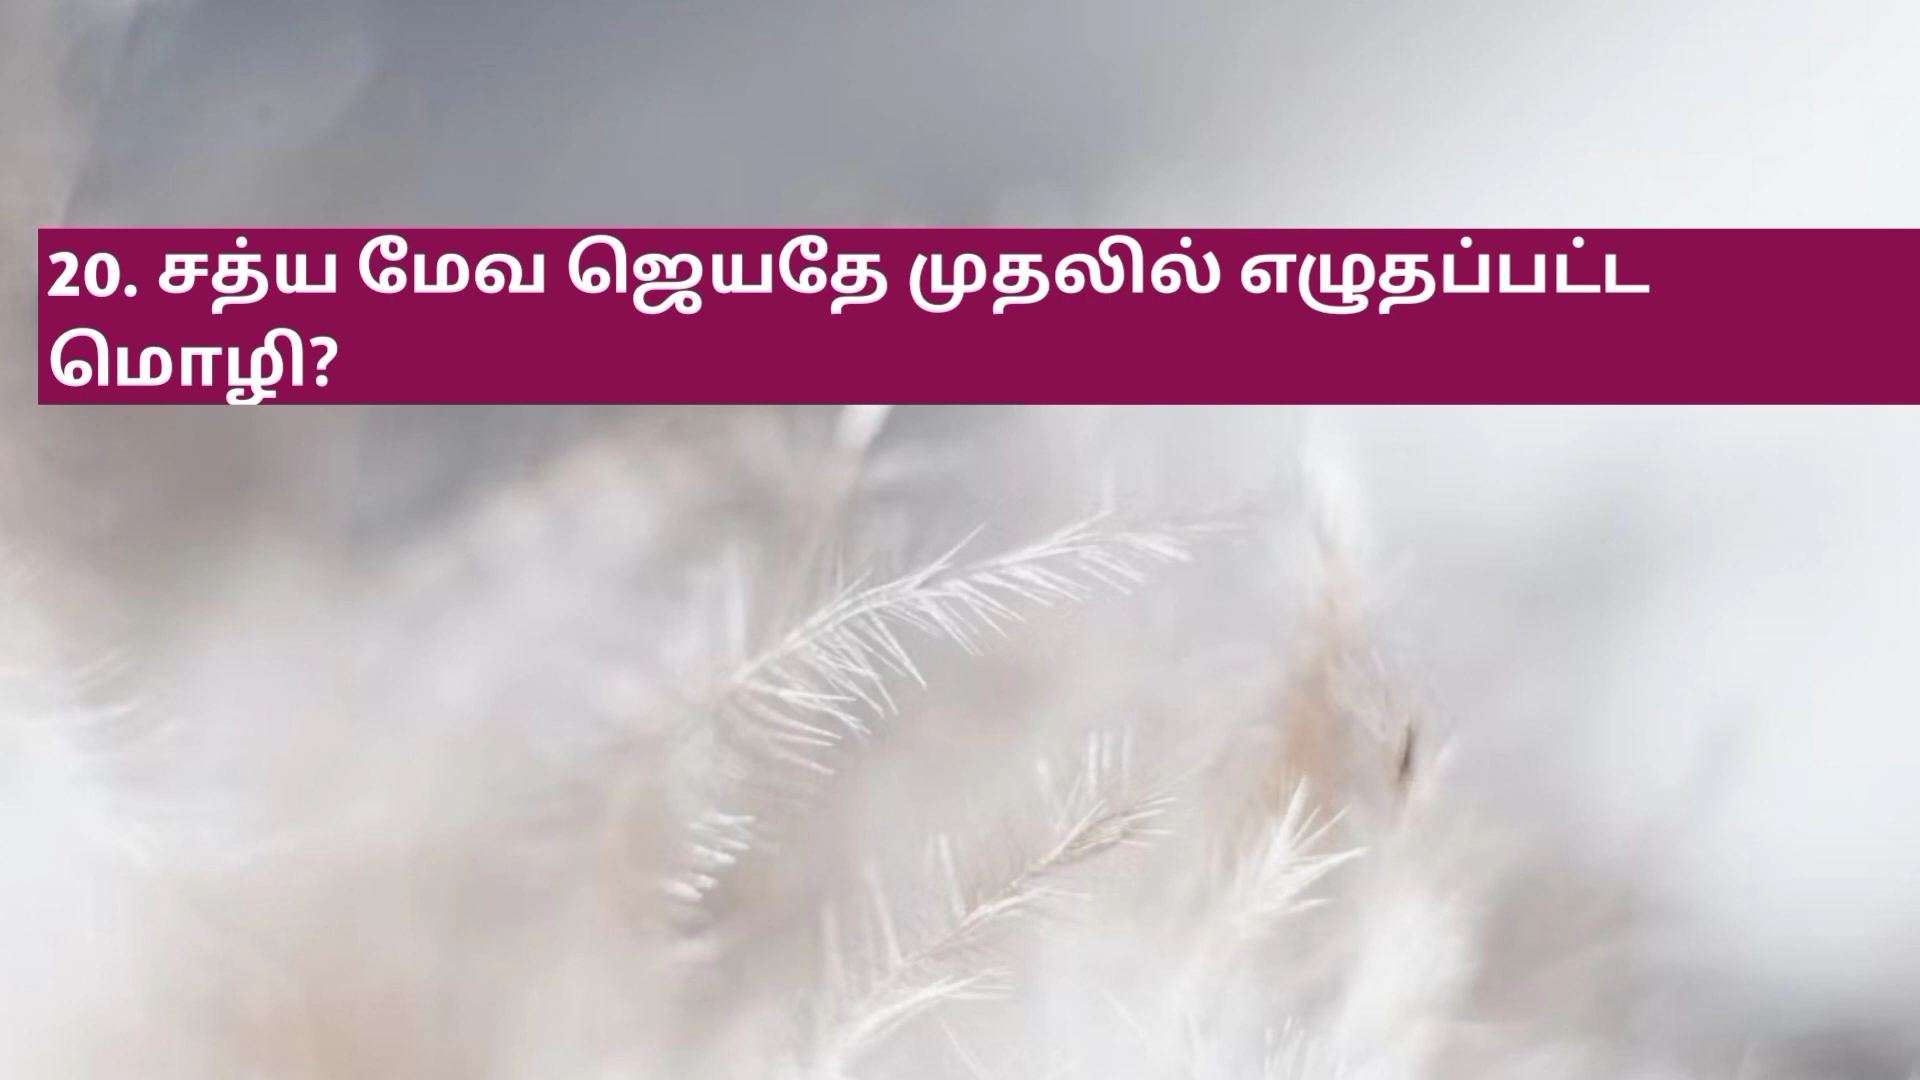 20. சத்ய மேவ ஜெயதே முதலில் எழுதப்பட்ட
மொழி?